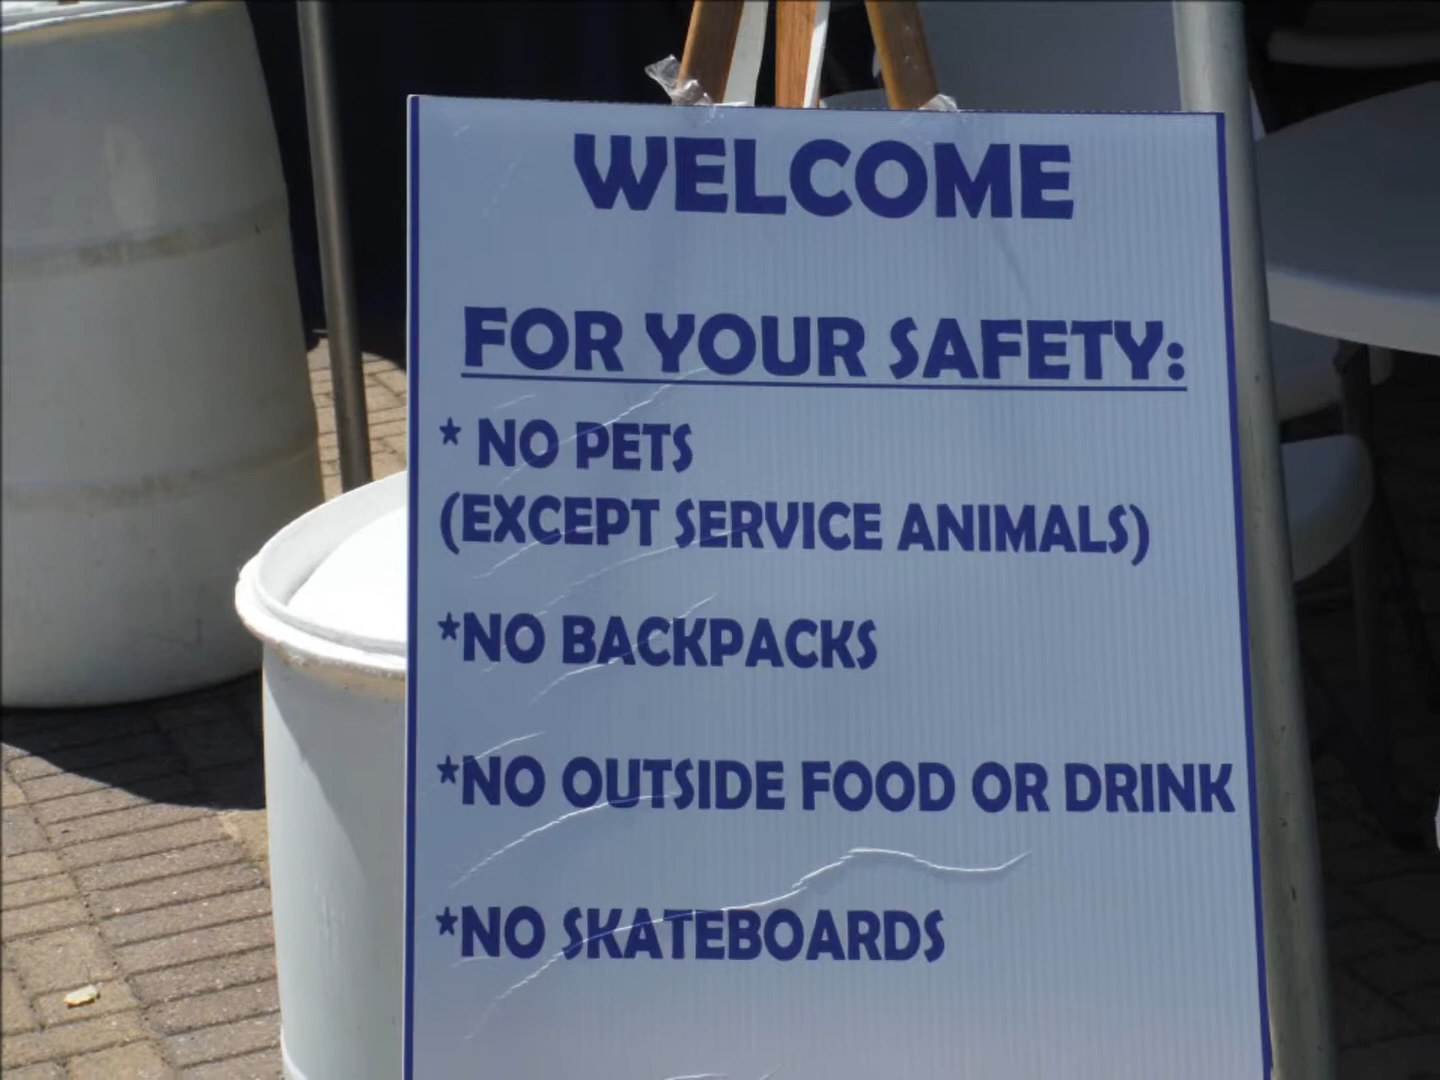 WELCOME
FOR YOUR SAFETY:
* NO PETS
(EXCEPT SERVICE ANIMALS)
*NO BACKPACKS
*NO OUTSIDE FOOD OR DRINK
*NO SKATEBOARDS